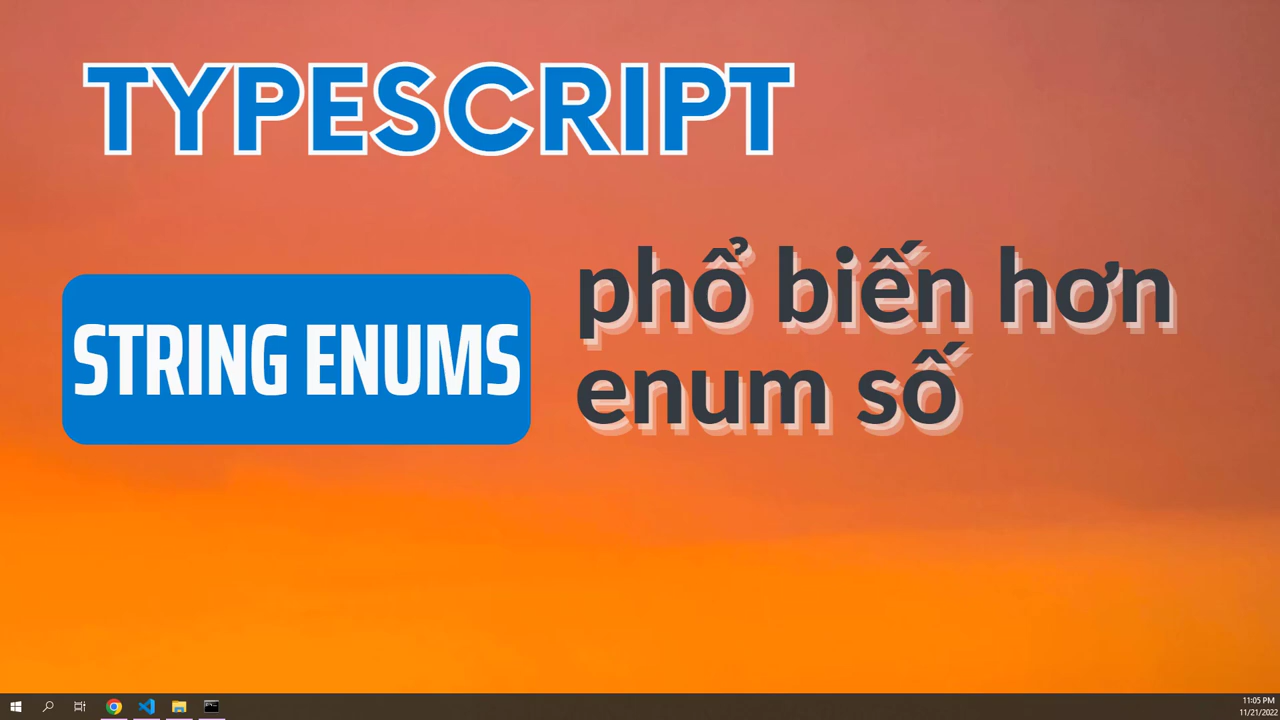 TYPESCRIPT
STRING ENUMS
phổ biến hơn
enum số
11:05 PM
11/21/2022